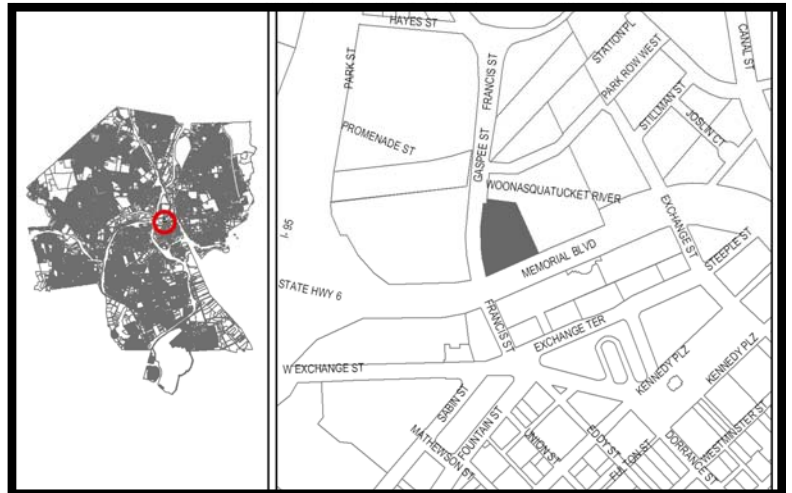 HAYES ST
CANAL ST
STATION PL
PARK ST
FRANCIS ST
PARK ROW WEST
STILLMAN ST
JOSLIN CT
PROMENADE ST
GASPEE ST
WOONASQUATUCKET RIVER
I- 95
EXCHANGE ST
MEMORIAL BLVD
STEEPLE ST
STATE HWY 6
FRANCIS ST
EXCHANGE TER
W EXCHANGE ST
KENNEDY PLZ
KENNEDY PLZ
SABIN ST
FOUNTAIN ST
MATHEWSON ST
UNION ST
EDDY ST
FULTON ST
DORRANCE ST
WESTMINSTER ST